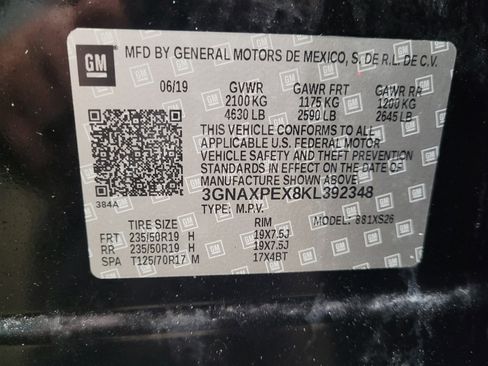 GM
MFD BY GENERAL MOTORS DE MEXICO, S. DE R.L. DE C.V.
06/19 GVWR GAWR FRT GAWR RR
2100 KG 1175 KG 1200 KG
4630 LB 2590 LB 2645 LB
THIS VEHICLE CONFORMS TO ALL
APPLICABLE U.S. FEDERAL MOTOR
VEHICLE SAFETY AND THEFT PREVENTION
STANDARDS IN EFFECT ON THE DATE OF
MANUFACTURE SHOWN ABOVE.
384A
3GNAXPEX8KL392348
TYPE: M.P.V. MODEL: 881XS26
TIRE SIZE RIM
FRT 235/50R19 H 19X7.5J
RR 235/50R19 H 19X7.5J
SPA T125/70R17 M 17X4BT